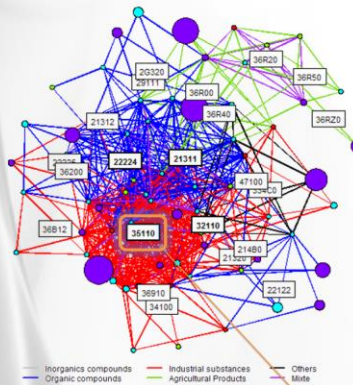 36R20
2G320
36R50
29111
36R00
36RZ0
21312
36R40
22224
21311
36200
47100
36B12
32110
35110
214B0
21320
36910
22122
34100
Inorganics compounds
Industrial substances
Others
Organic compounds
Agricultural Products
Mixte